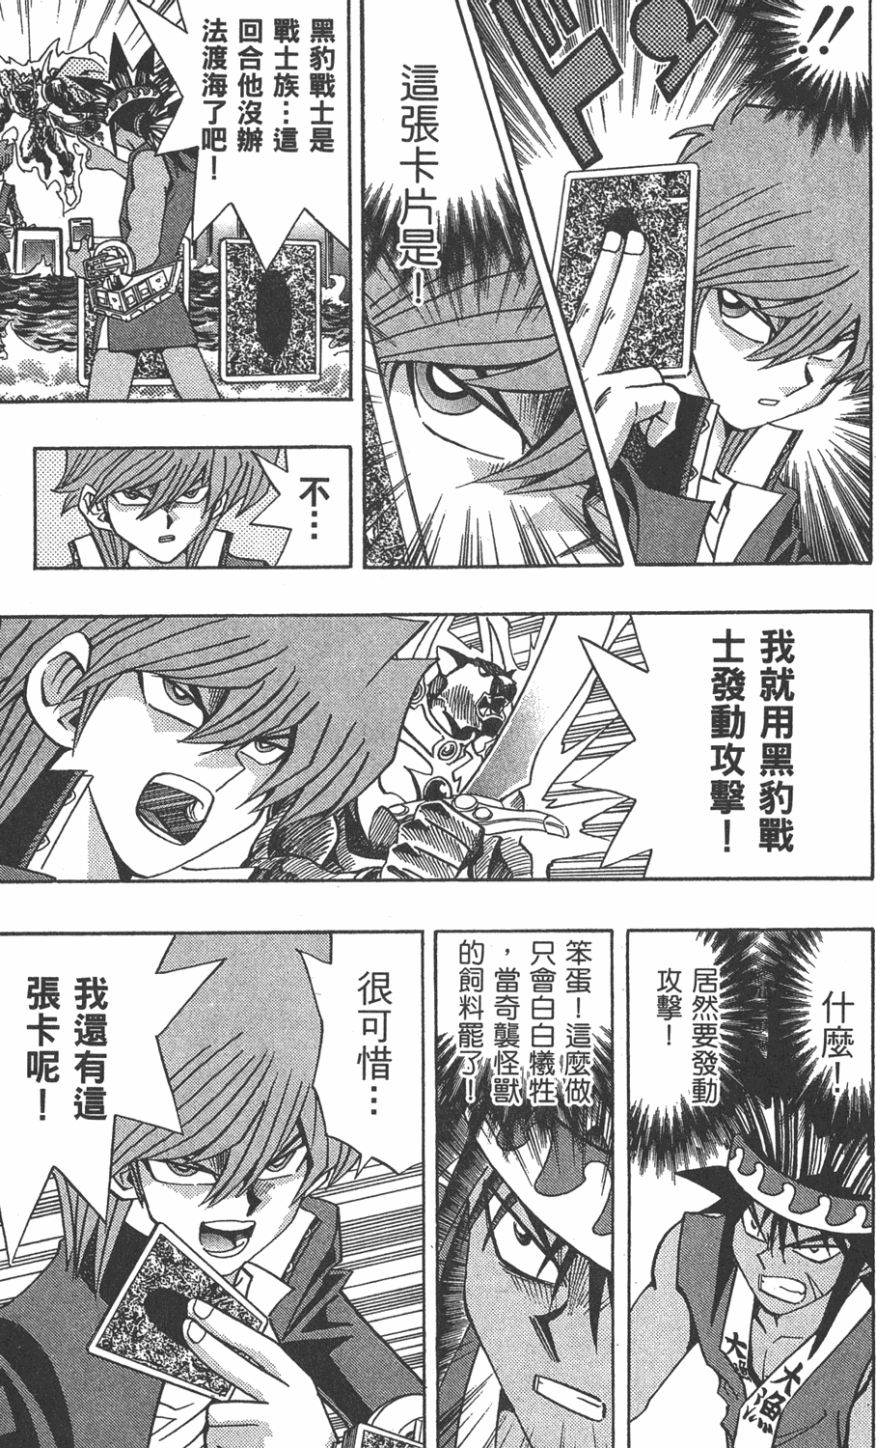 !!
ドン
這張卡片是！
黑豹戰士是
戰士族…這
回合他沒辦
法渡海了吧！
不…
我就用黑豹戰
士發動攻擊！
什麼！
居然要發動
攻擊！
大漁
大漁
笨蛋！這麼做
只會白白犧牲
，當奇襲怪獸
的飼料罷了！
很可惜…
我還有這
張卡呢！